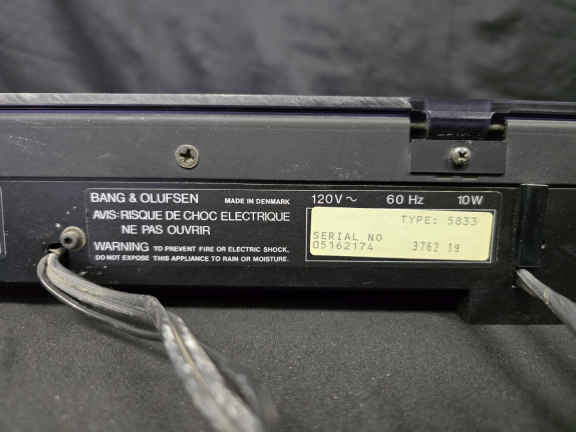 BANG & OLUFSEN MADE IN DENMARK
AVIS: RISQUE DE CHOC ELECTRIQUE
NE PAS OUVRIR
WARNING TO PREVENT FIRE OR ELECTRIC SHOCK,
DO NOT EXPOSE THIS APPLIANCE TO RAIN OR MOISTURE.
120V ~ 60 Hz 10W
TYPE: 5833
SERIAL NO
05162174 3762 19